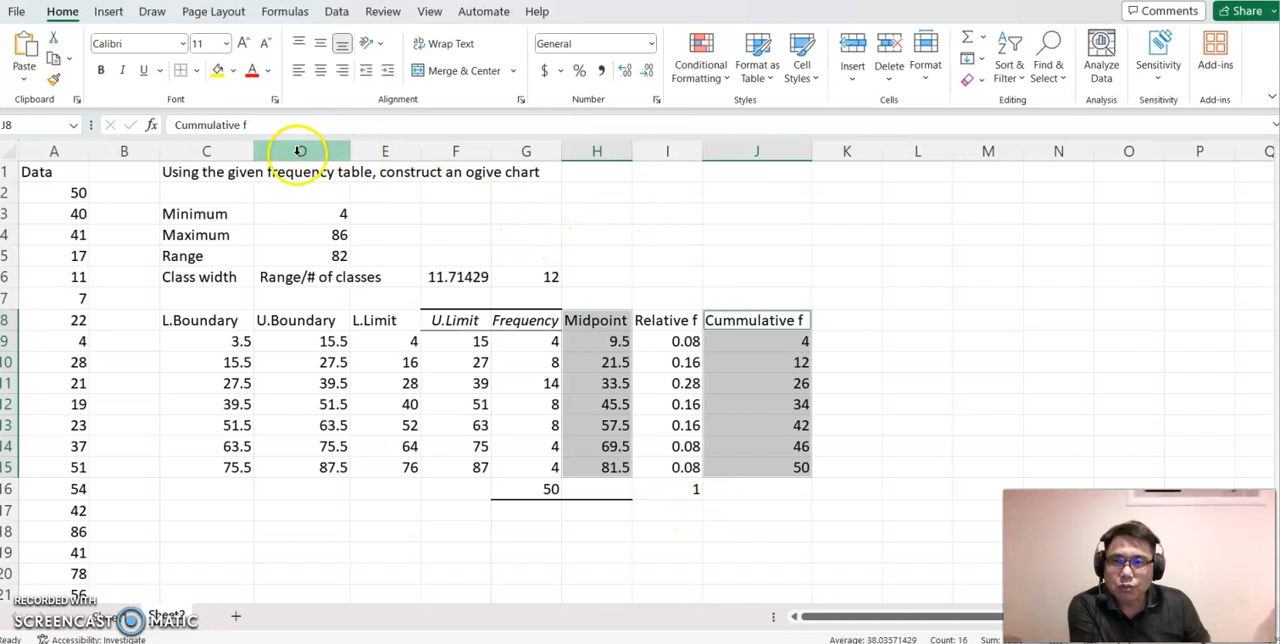 File Home Insert Draw Page Layout Formulas Data Review View Automate Help Comments Share
Paste Calibri 11 A A Wrap Text General Conditional Formatting Format as Table Cell Styles Insert Delete Format Sort & Filter Find & Select Analyze Data Sensitivity Add-ins
B I U A Merge & Center $ %
Clipboard Font Alignment Number Styles Cells Editing Analysis Sensitivity Add-ins
J8 fx Cummulative f
A B C D E F G H I J K L M N O P Q
1 Data Using the given frequency table, construct an ogive chart
2 50
3 40 Minimum 4
4 41 Maximum 86
5 17 Range 82
6 11 Class width Range/# of classes 11.71429 12
7 7
8 22 L.Boundary U.Boundary L.Limit U.Limit Frequency Midpoint Relative f Cummulative f
9 4 3.5 15.5 4 15 4 9.5 0.08 4
10 28 15.5 27.5 16 27 8 21.5 0.16 12
11 21 27.5 39.5 28 39 14 33.5 0.28 26
12 19 39.5 51.5 40 51 8 45.5 0.16 34
13 23 51.5 63.5 52 63 8 57.5 0.16 42
14 37 63.5 75.5 64 75 4 69.5 0.08 46
15 51 75.5 87.5 76 87 4 81.5 0.08 50
16 54 50 1
17 42
18 86
19 41
20 78
21 56
RECORDED WITH
SCREENCAST MATIC
Sheet2
Ready Accessibility: Investigate Average: 38.03571429 Count: 16 Sum: